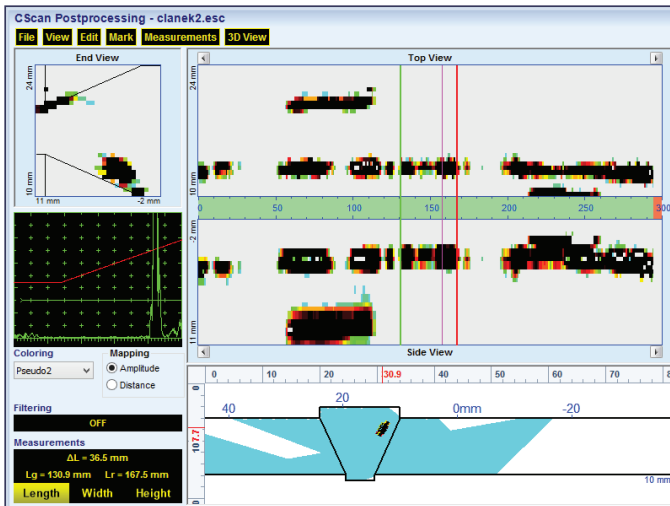 CScan Postprocessing - clanek2.esc
File View Edit Mark Measurements 3D View
End View
24 mm
10 mm
11 mm -2 mm
Top View
24 mm
10 mm
0 50 100 150 200 250 300
-2 mm
11 mm
Side View
Coloring
Pseudo2
Mapping
Amplitude
Distance
Filtering
OFF
Measurements
ΔL = 36.5 mm
Lg = 130.9 mm Lr = 167.5 mm
Length Width Height
0 10 20 30.9 40 50 60 70 8
0
107.7
40 20 0mm -20
10 mm